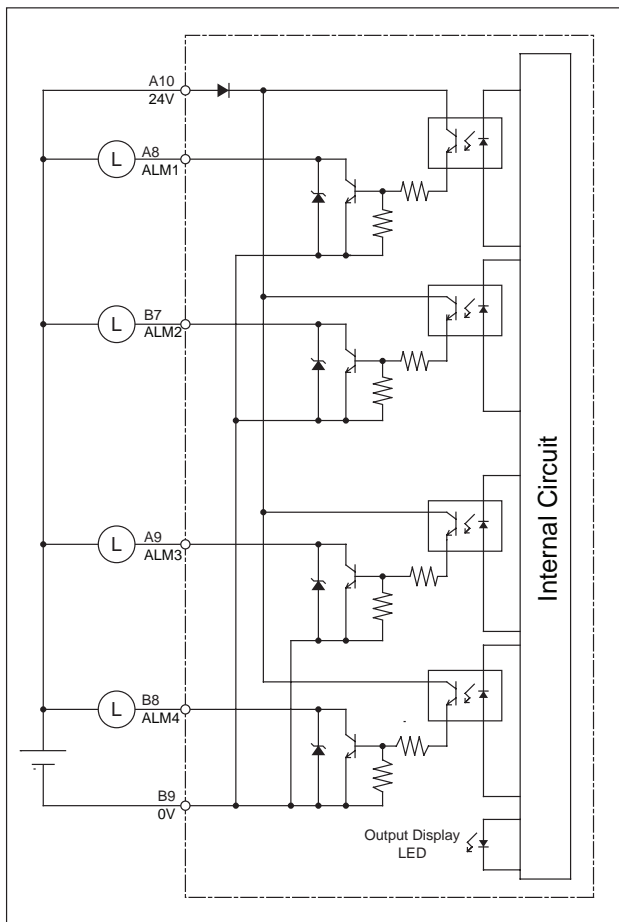 A10
24V
L
A8
ALM1
L
B7
ALM2
L
A9
ALM3
L
B8
ALM4
B9
0V
Internal Circuit
Output Display
LED